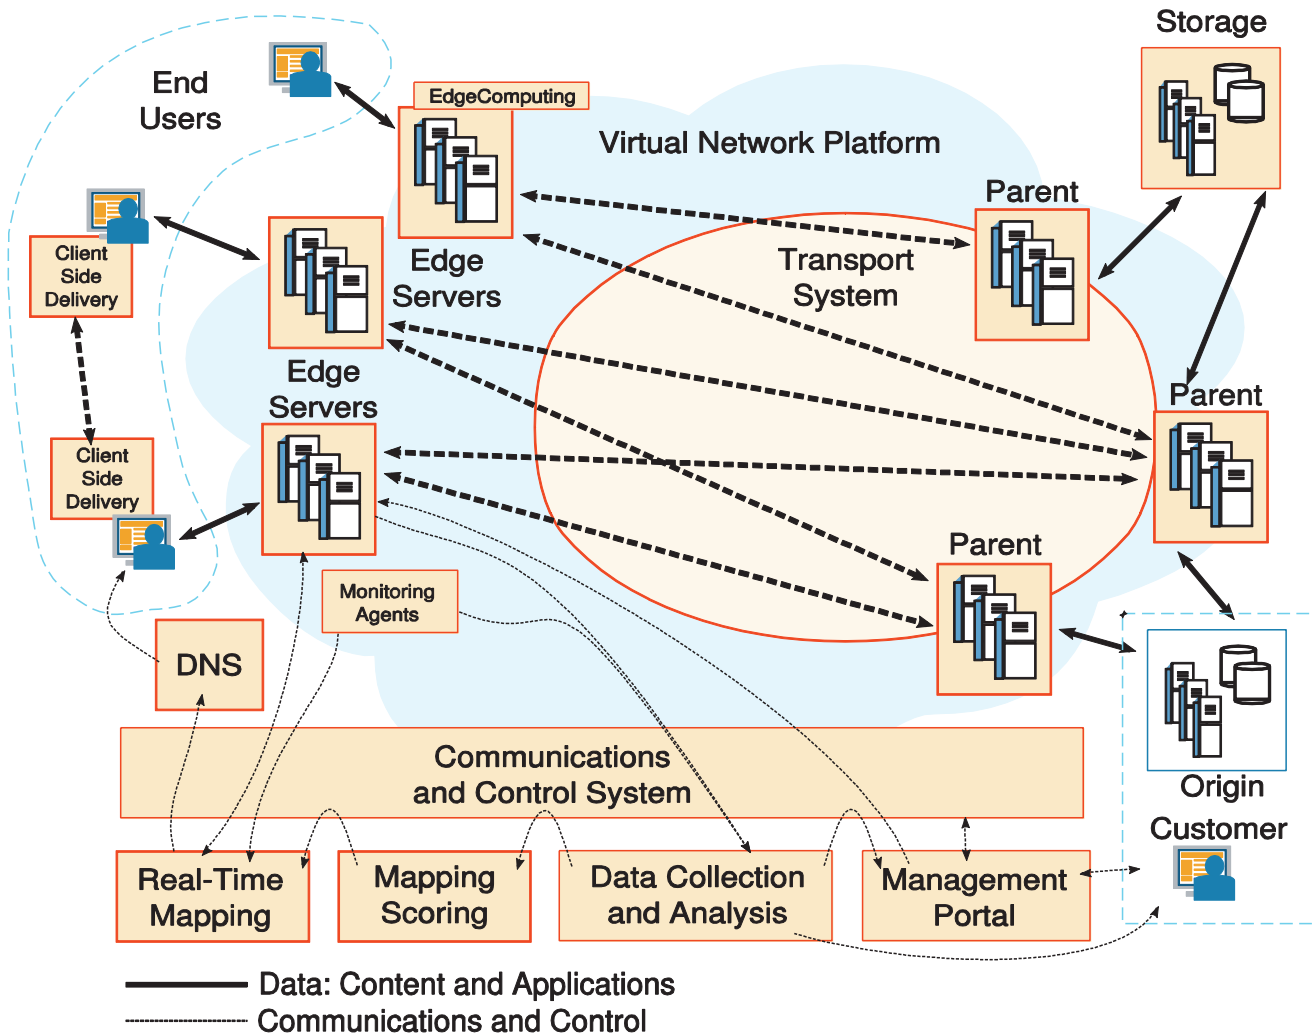 Storage
End
Users
EdgeComputing
Virtual Network Platform
Parent
Client
Side
Delivery
Edge
Servers
Transport
System
Edge
Servers
Parent
Client
Side
Delivery
Parent
Monitoring
Agents
DNS
Communications
and Control System
Origin
Customer
Real-Time
Mapping
Mapping
Scoring
Data Collection
and Analysis
Management
Portal
Data: Content and Applications
Communications and Control